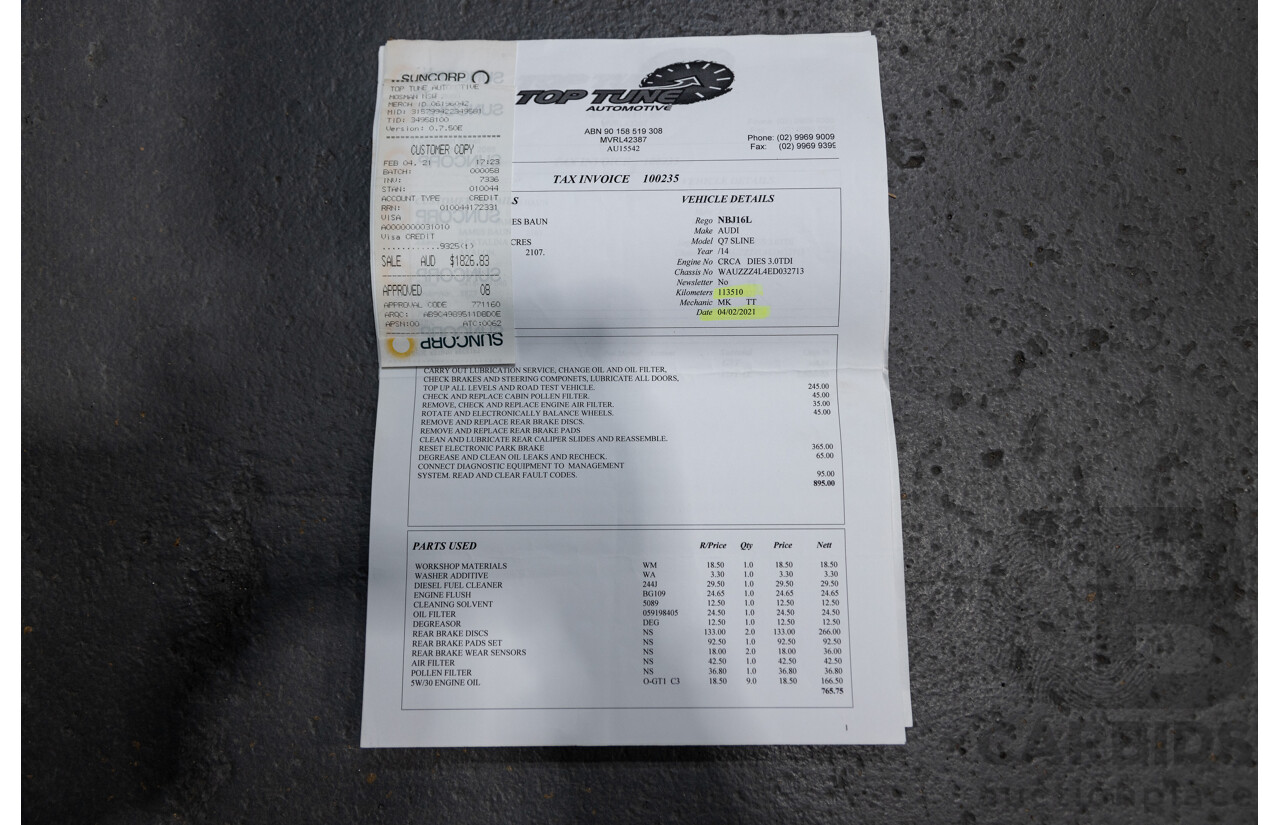 SUNCORP
TOP TUNE AUT TIVE
MOSMAN NSW
TID: 34958100
Version: 0.7.50E
CUSTOMER COPY
FEB 04. 21 17:23
BATCH: 000058
INV: 7336
STAN: 010044
ACCOUNT TYPE CREDIT
RRN: 010044172331
VISA
A0000000031010
Visa CREDIT
............9325(t)
SALE AUD $1826.83
APPROVED 08
APPROVAL CODE 771160
ARQC: AB9C4989511DBD0E
APSN:00 ATC:0062
SUNCORP
TOP TUNE
AUTOMOTIVE
ABN 90 158 519 308
MVRL42387
AU15542
Phone: (02) 9969 9009
Fax: (02) 9969 9399
TAX INVOICE 100235
S
ES BAUN
CRES
2107.
VEHICLE DETAILS
Rego NBJ16L
Make AUDI
Model Q7 SLINE
Year /14
Engine No CRCA DIES 3.0TDI
Chassis No WAUZZZ4L4ED032713
Newsletter No
Kilometers 113510
Mechanic MK TT
Date 04/02/2021
CARRY OUT LUBRICATION SERVICE, CHANGE OIL AND OIL FILTER,
CHECK BRAKES AND STEERING COMPONETS, LUBRICATE ALL DOORS,
TOP UP ALL LEVELS AND ROAD TEST VEHICLE. 245.00
CHECK AND REPLACE CABIN POLLEN FILTER. 45.00
REMOVE, CHECK AND REPLACE ENGINE AIR FILTER. 35.00
ROTATE AND ELECTRONICALLY BALANCE WHEELS. 45.00
REMOVE AND REPLACE REAR BRAKE DISCS.
REMOVE AND REPLACE REAR BRAKE PADS
CLEAN AND LUBRICATE REAR CALIPER SLIDES AND REASSEMBLE.
RESET ELECTRONIC PARK BRAKE 365.00
DEGREASE AND CLEAN OIL LEAKS AND RECHECK. 65.00
CONNECT DIAGNOSTIC EQUIPMENT TO MANAGEMENT
SYSTEM. READ AND CLEAR FAULT CODES. 95.00
895.00
PARTS USED R/Price Qty Price Nett
WORKSHOP MATERIALS WM 18.50 1.0 18.50 18.50
WASHER ADDITIVE WA 3.30 1.0 3.30 3.30
DIESEL FUEL CLEANER 244J 29.50 1.0 29.50 29.50
ENGINE FLUSH BG109 24.65 1.0 24.65 24.65
CLEANING SOLVENT 5089 12.50 1.0 12.50 12.50
OIL FILTER 059198405 24.50 1.0 24.50 24.50
DEGREASOR DEG 12.50 1.0 12.50 12.50
REAR BRAKE DISCS NS 133.00 2.0 133.00 266.00
REAR BRAKE PADS SET NS 92.50 1.0 92.50 92.50
REAR BRAKE WEAR SENSORS NS 18.00 2.0 18.00 36.00
AIR FILTER NS 42.50 1.0 42.50 42.50
POLLEN FILTER NS 36.80 1.0 36.80 36.80
5W/30 ENGINE OIL O-GT1 C3 18.50 9.0 18.50 166.50
765.75
1
CARBIDS
auctionplace